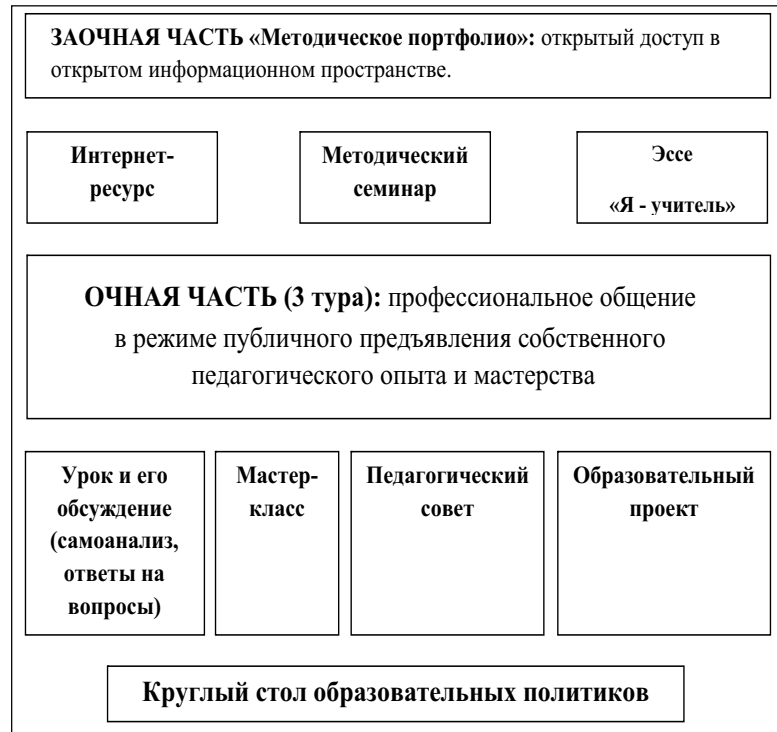 ЗАОЧНАЯ ЧАСТЬ «Методическое портфолио»: открытый доступ в
открытом информационном пространстве.
Интернет-
ресурс
Методический
семинар
Эссе
«Я - учитель»
ОЧНАЯ ЧАСТЬ (3 тура): профессиональное общение
в режиме публичного предъявления собственного
педагогического опыта и мастерства
Урок и его
обсуждение
(самоанализ,
ответы на
вопросы)
Мастер-
класс
Педагогический
совет
Образовательный
проект
Круглый стол образовательных политиков